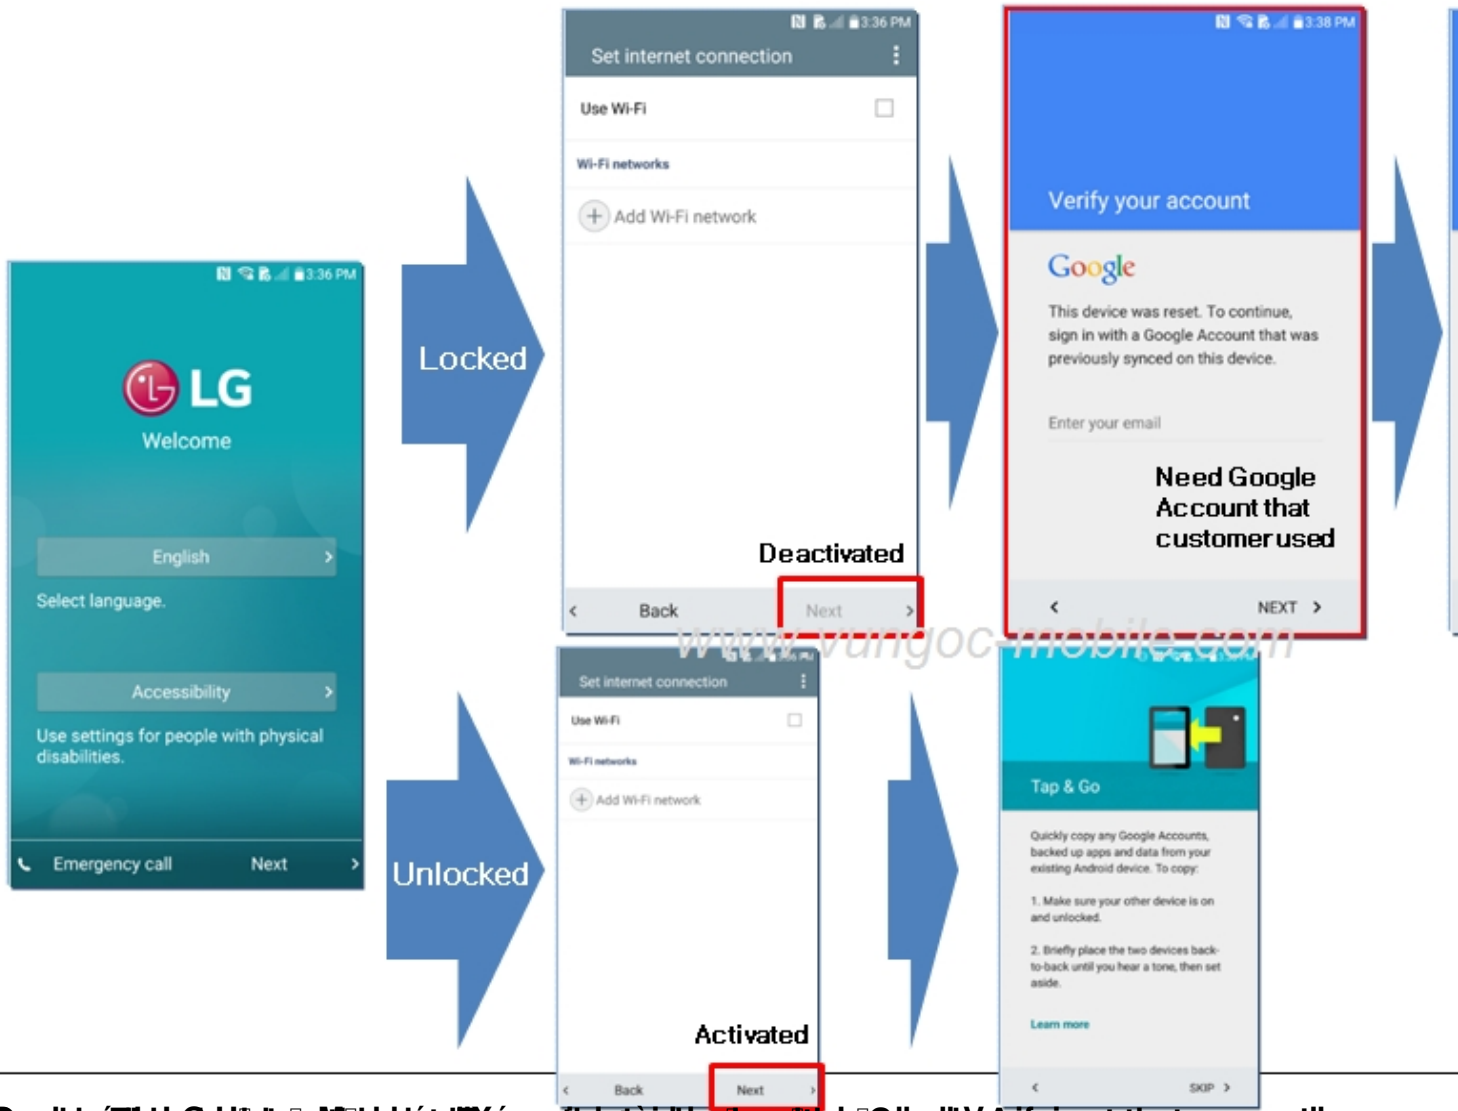 3:36 PM
LG
Welcome
English
Select language.
Accessibility
Use settings for people with physical
disabilities.
Emergency call
Next
Locked
Unlocked
3:36 PM
Set internet connection
Use Wi-Fi
Wi-Fi networks
Add Wi-Fi network
Deactivated
Back
Next
3:38 PM
Verify your account
Google
This device was reset. To continue,
sign in with a Google Account that was
previously synced on this device.
Enter your email
Need Google
Account that
customer used
NEXT
www.vungoc-mobile.com
Set internet connection
Use Wi-Fi
Wi-Fi networks
Add Wi-Fi network
Activated
Back
Next
Tap & Go
Quickly copy any Google Accounts,
backed up apps and data from your
existing Android device. To copy:
1. Make sure your other device is on
and unlocked.
2. Briefly place the two devices back-
to-back until you hear a tone, then set
aside.
Learn more
SKIP